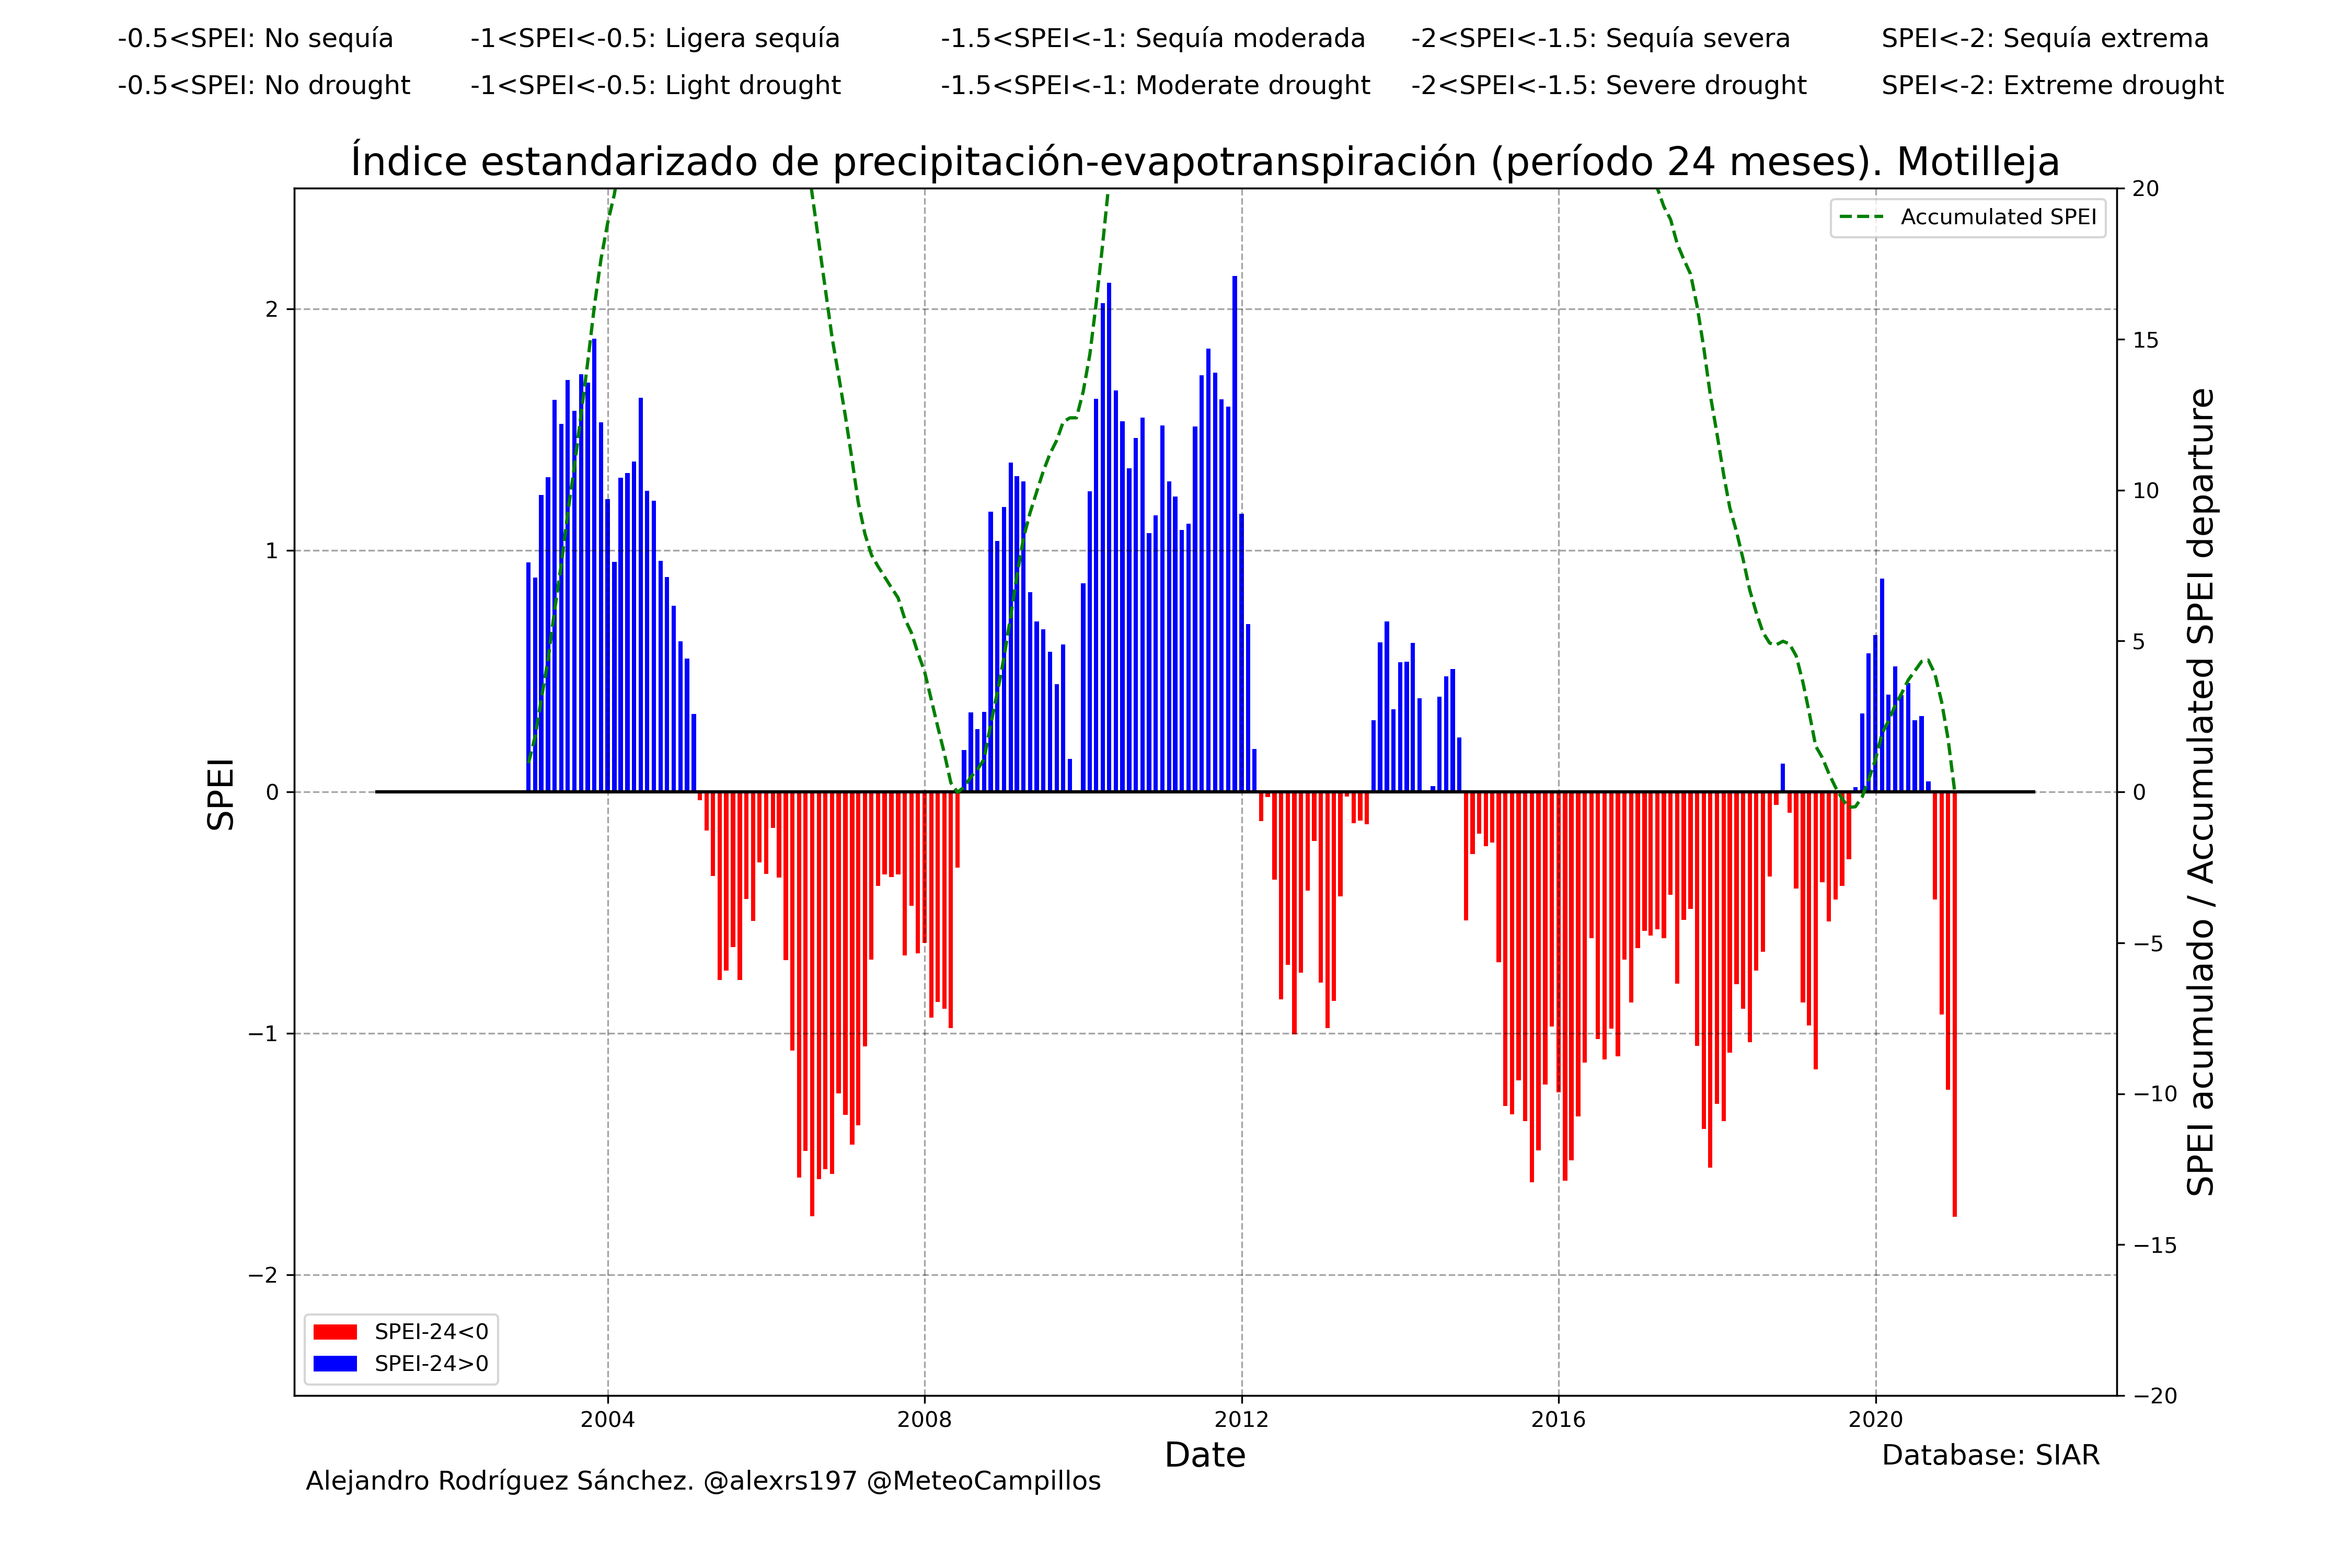 -0.5<SPEI: No sequía -1<SPEI<-0.5: Ligera sequía -1.5<SPEI<-1: Sequía moderada -2<SPEI<-1.5: Sequía severa SPEI<-2: Sequía extrema
-0.5<SPEI: No drought -1<SPEI<-0.5: Light drought -1.5<SPEI<-1: Moderate drought -2<SPEI<-1.5: Severe drought SPEI<-2: Extreme drought
Índice estandarizado de precipitación-evapotranspiración (período 24 meses). Motilleja
Accumulated SPEI
SPEI
2
1
0
−1
−2
20
15
10
5
0
−5
−10
−15
−20
SPEI acumulado / Accumulated SPEI departure
SPEI-24<0
SPEI-24>0
2004 2008 2012 2016 2020
Date
Database: SIAR
Alejandro Rodríguez Sánchez. @alexrs197 @MeteoCampillos